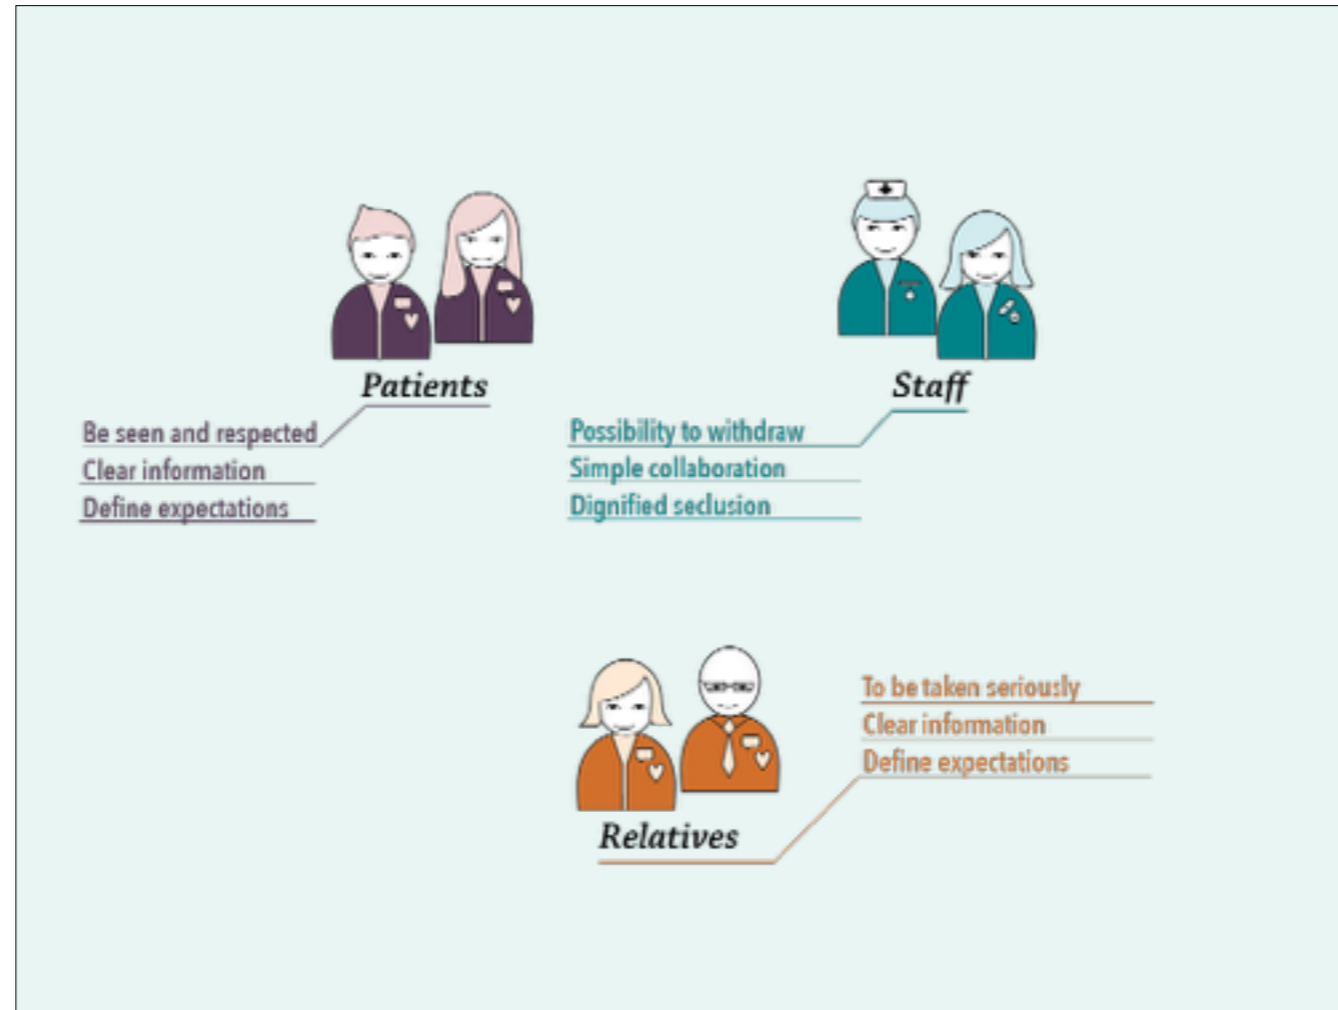 Patients
Be seen and respected
Clear information
Define expectations
Staff
Possibility to withdraw
Simple collaboration
Dignified seclusion
Relatives
To be taken seriously
Clear information
Define expectations